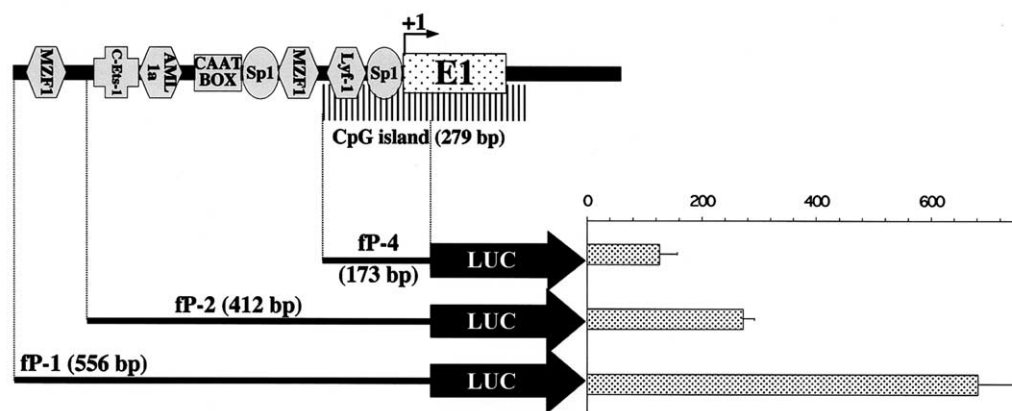 +1
MZF1
C-Ets-1
AML
1a
CAAT
BOX
Sp1
MZF1
Lyf-1
Sp1
E1
CpG island (279 bp)
0 200 400 600
fP-4
(173 bp)
LUC
fP-2 (412 bp)
LUC
fP-1 (556 bp)
LUC